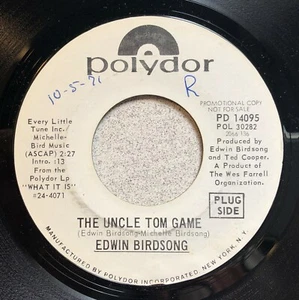 polydor
10-5-71
R
Every Little
Tune Inc./
Michelle-
Bird Music
(ASCAP) 2:27
Intro.:13
From the
Polydor Lp
"WHAT IT IS"
#24-4071
PROMOTIONAL COPY
NOT FOR SALE
PD 14095
POL 30282
2066 136
Produced by
Edwin Birdsong
and Ted Cooper,
A Product of
The Wes Farrell
Organization.
PLUG
SIDE
THE UNCLE TOM GAME
(Edwin Birdsong-Michelle Birdsong)
EDWIN BIRDSONG
MANUFACTURED BY POLYDOR INCORPORATED, NEW YORK, N.Y.